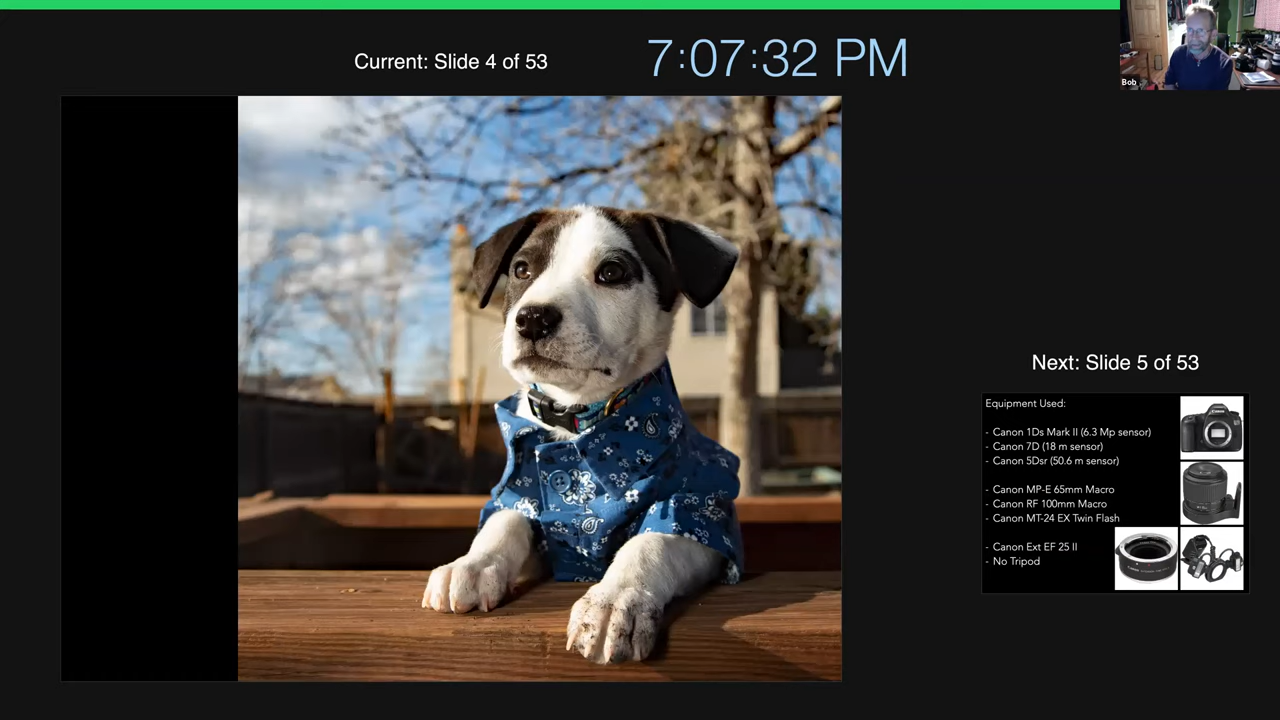 Current: Slide 4 of 53
7:07:32 PM
Bob
Next: Slide 5 of 53
Equipment Used:
- Canon 1Ds Mark II (6.3 Mp sensor)
- Canon 7D (18 m sensor)
- Canon 5Dsr (50.6 m sensor)
- Canon MP-E 65mm Macro
- Canon RF 100mm Macro
- Canon MT-24 EX Twin Flash
- Canon Ext EF 25 II
- No Tripod